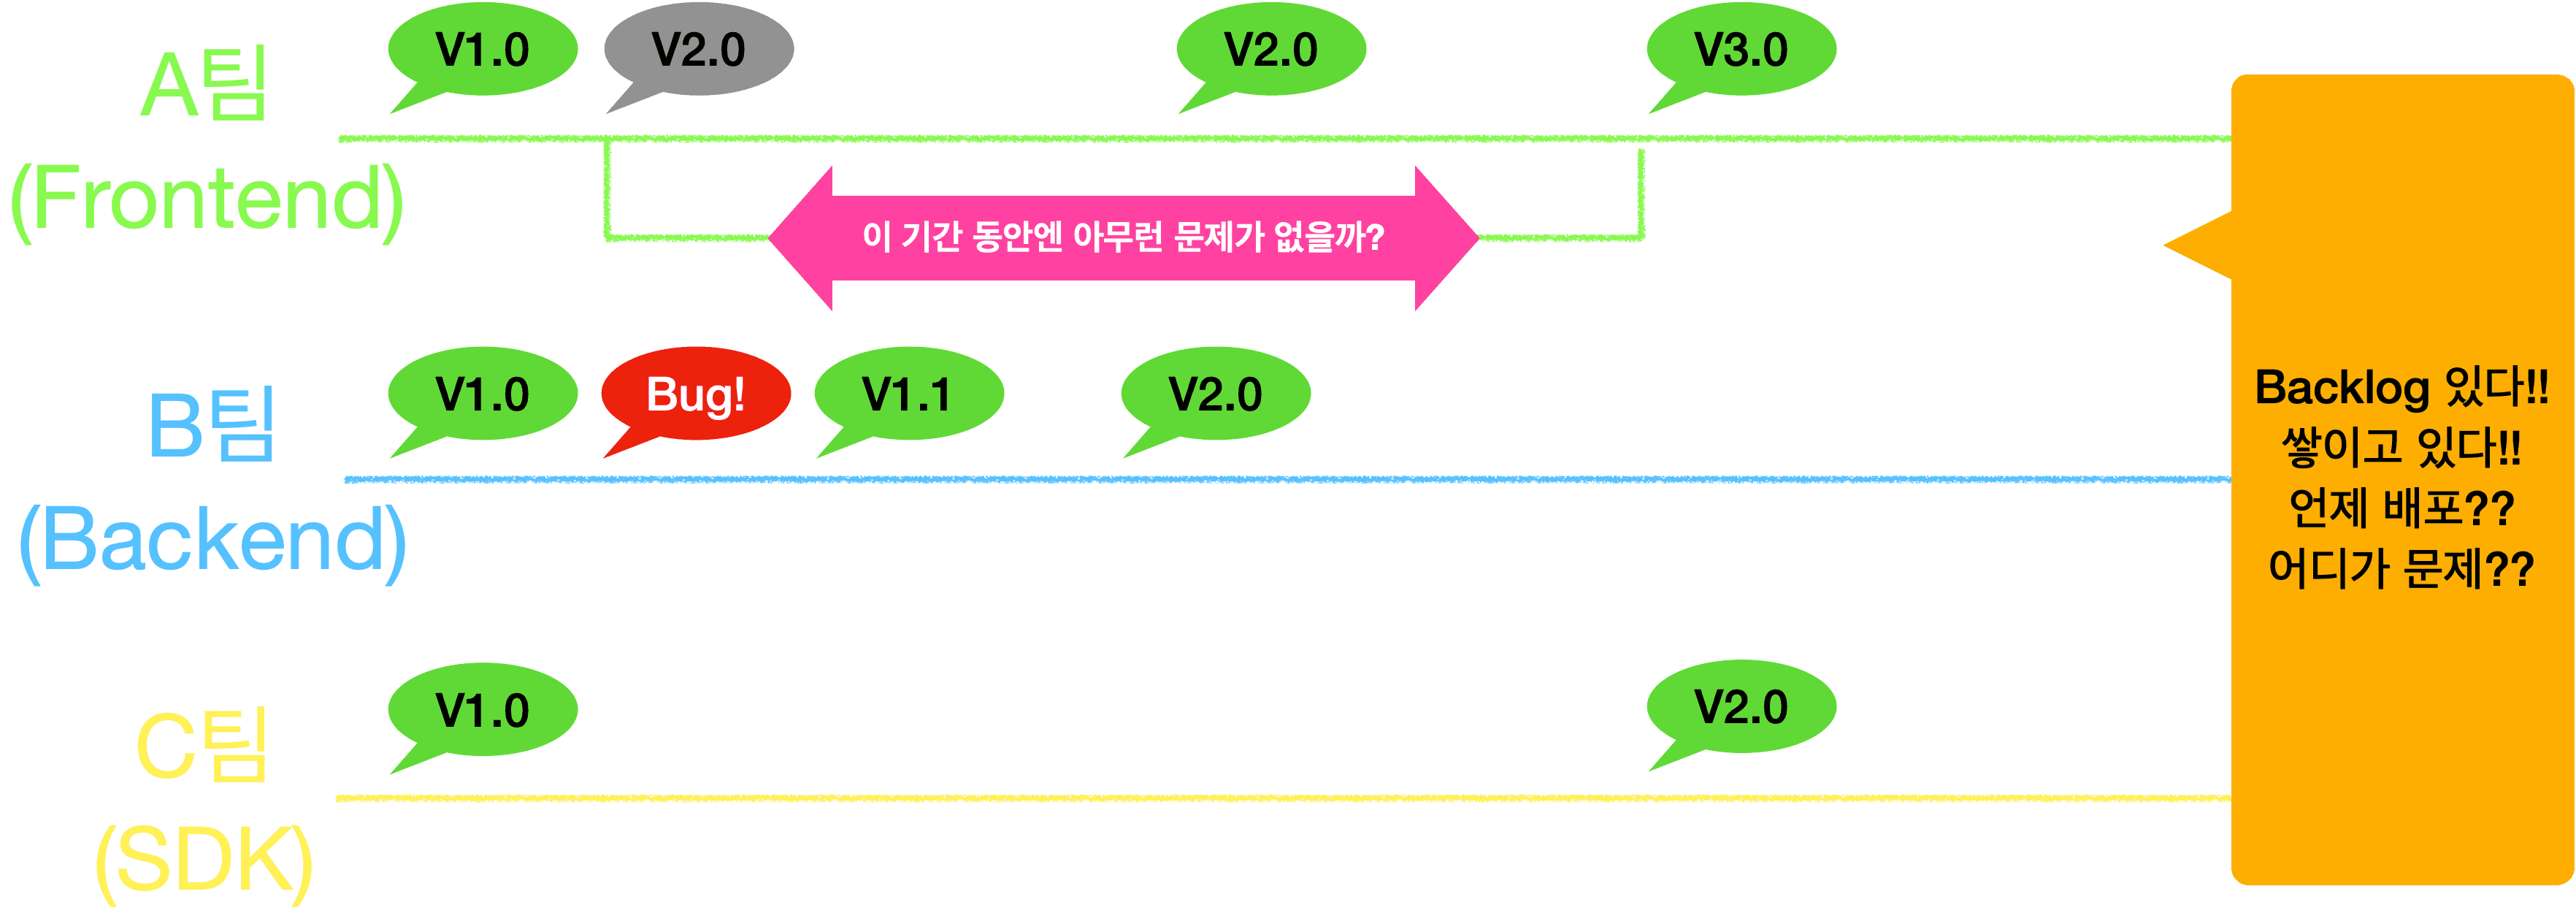 A팀
(Frontend)
V1.0
V2.0
V2.0
V3.0
이 기간 동안엔 아무런 문제가 없을까?
B팀
(Backend)
V1.0
Bug!
V1.1
V2.0
C팀
(SDK)
V1.0
V2.0
Backlog 있다!!
쌓이고 있다!!
언제 배포??
어디가 문제??